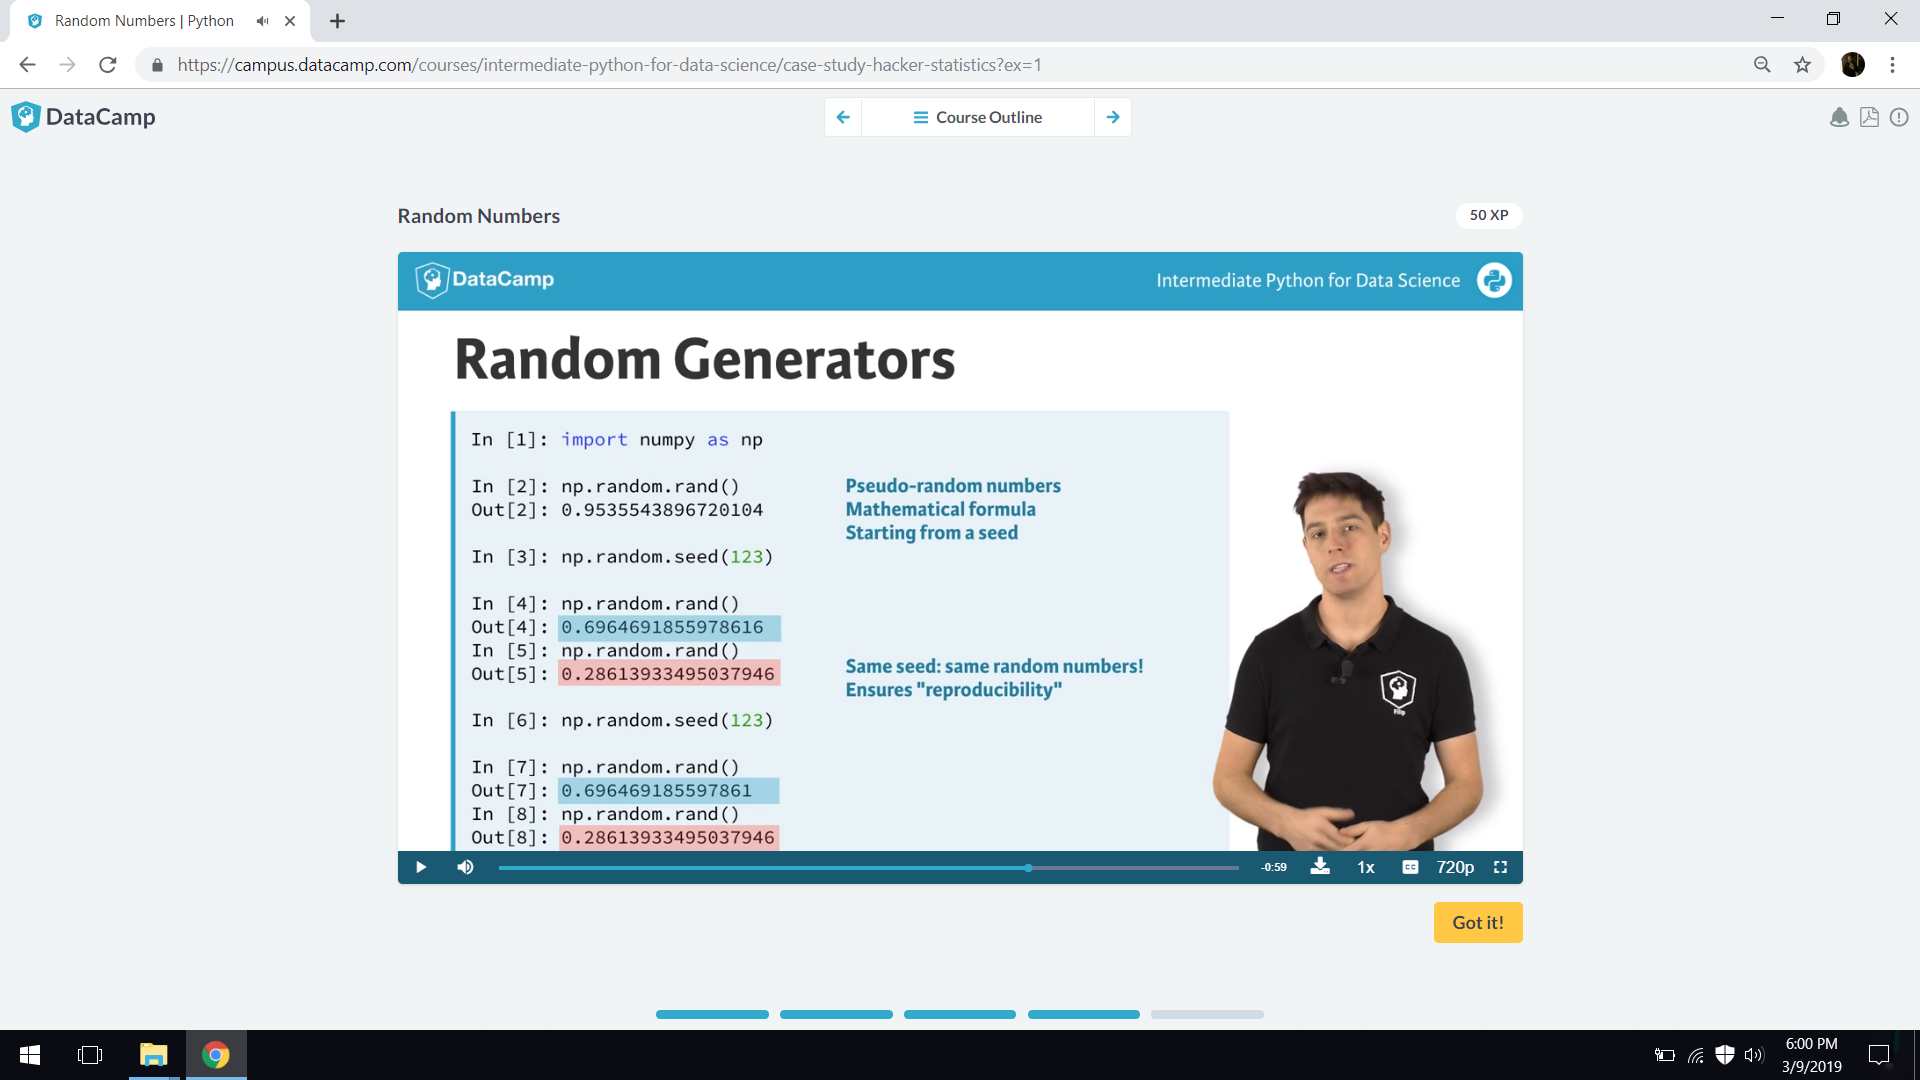 Random Numbers | Python
https://campus.datacamp.com/courses/intermediate-python-for-data-science/case-study-hacker-statistics?ex=1
DataCamp
Course Outline
Random Numbers
50 XP
DataCamp
Intermediate Python for Data Science
Random Generators
In [1]: import numpy as np
In [2]: np.random.rand()
Out[2]: 0.9535543896720104
Pseudo-random numbers
Mathematical formula
Starting from a seed
In [3]: np.random.seed(123)
In [4]: np.random.rand()
Out[4]: 0.6964691855978616
In [5]: np.random.rand()
Out[5]: 0.28613933495037946
Same seed: same random numbers!
Ensures "reproducibility"
In [6]: np.random.seed(123)
In [7]: np.random.rand()
Out[7]: 0.696469185597861
In [8]: np.random.rand()
Out[8]: 0.28613933495037946
Filip
-0:59
1x
CC
720p
Got it!
6:00 PM
3/9/2019